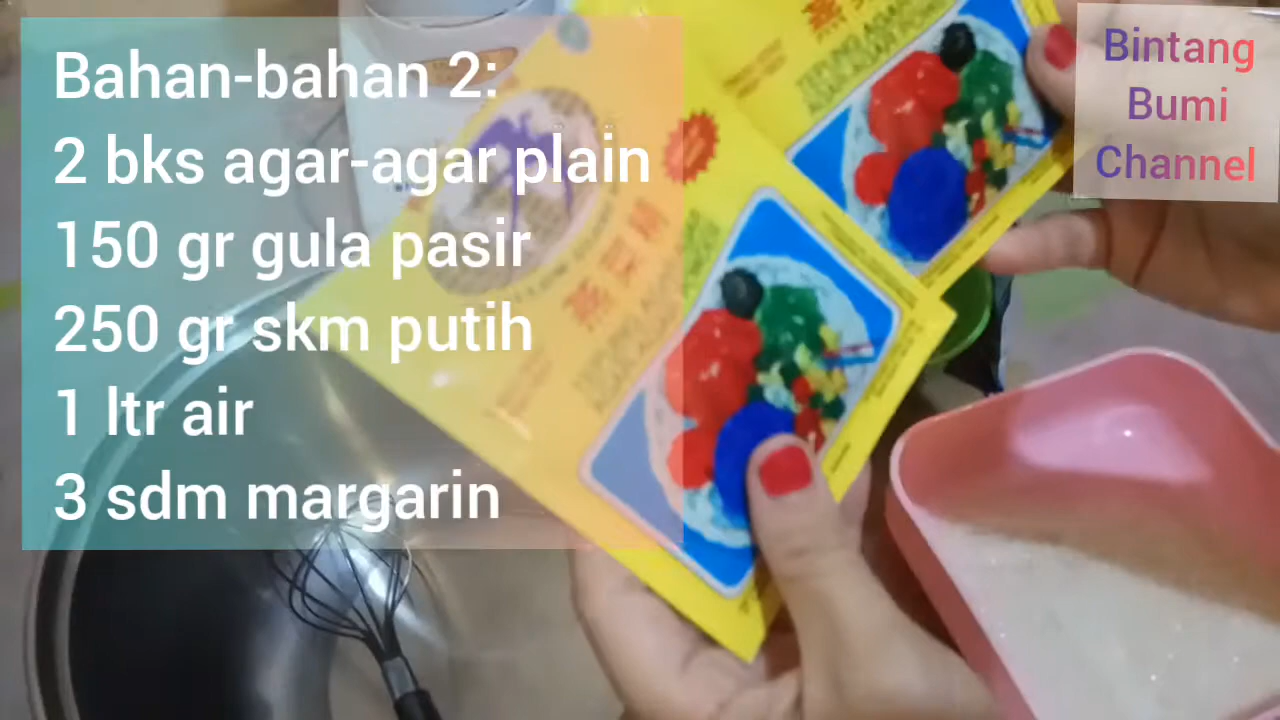 Bahan-bahan 2:
2 bks agar-agar plain
150 gr gula pasir
250 gr skm putih
1 ltr air
3 sdm margarin
Bintang
Bumi
Channel